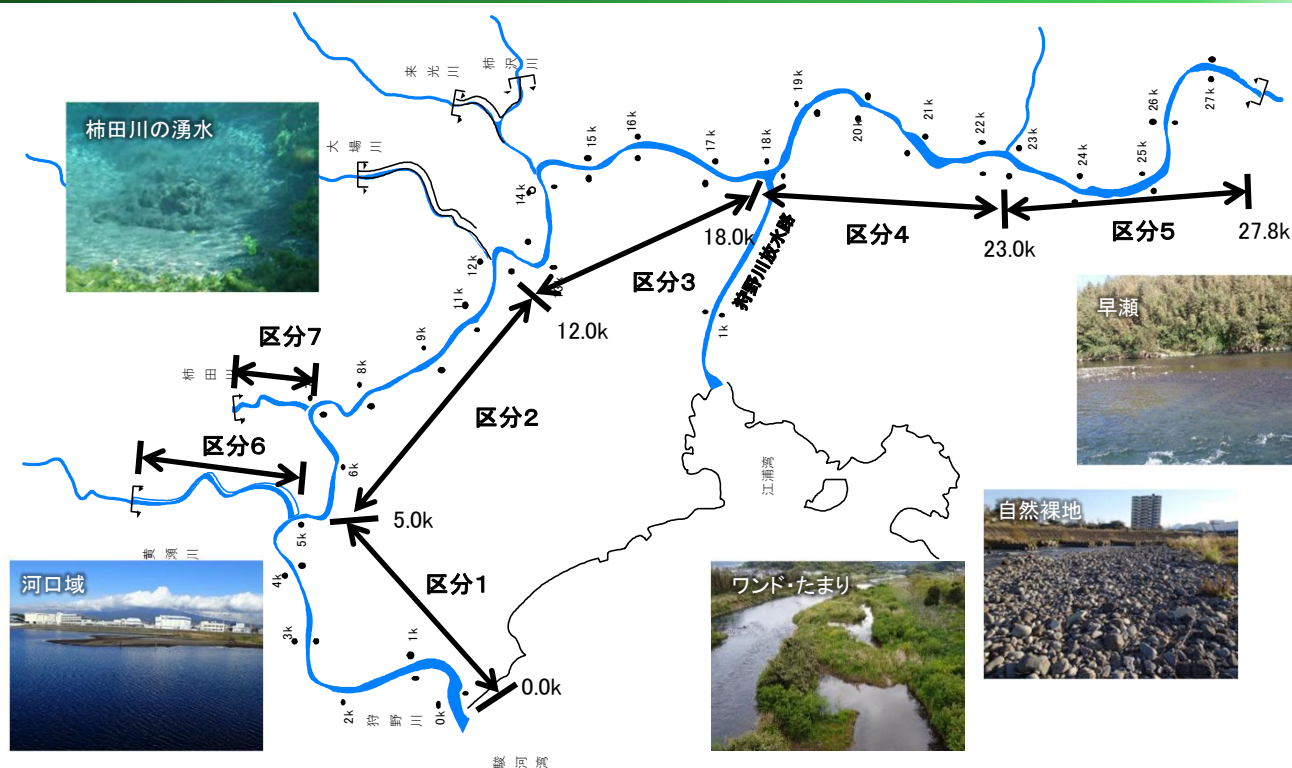 来光川
柿沢川
柿田川の湧水
大場川
14k
15k
16k
17k
18k
19k
20k
21k
22k
23k
24k
25k
26k
27k
18.0k
区分4
23.0k
区分5
27.8k
区分3
狩野川放水路
1k
12k
11k
12.0k
9k
8k
区分7
柿田川
区分2
区分6
6k
5.0k
5k
黄瀬川
4k
区分1
3k
1k
0.0k
2k
狩野川
0k
駿河湾
江浦湾
早瀬
自然裸地
ワンド・たまり
河口域